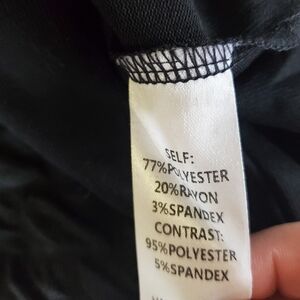 SELF:
77%POLYESTER
20%RAYON
3%SPANDEX
CONTRAST:
95%POLYESTER
5%SPANDEX